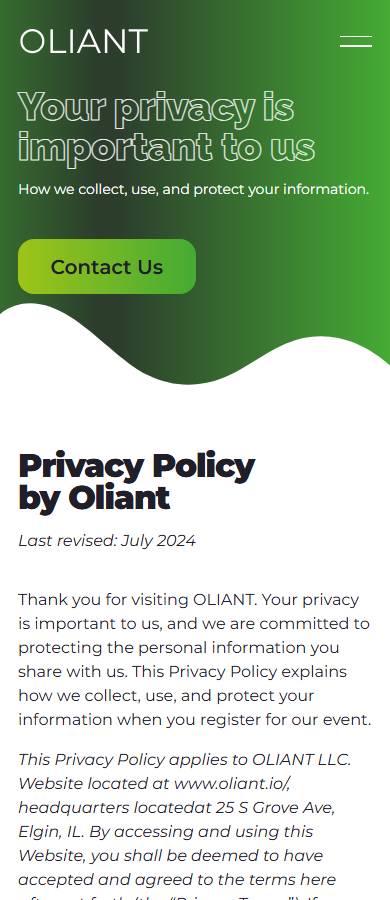 OLIANT
Your privacy is
important to us
How we collect, use, and protect your information.
Contact Us
Privacy Policy
by Oliant
Last revised: July 2024
Thank you for visiting OLIANT. Your privacy
is important to us, and we are committed to
protecting the personal information you
share with us. This Privacy Policy explains
how we collect, use, and protect your
information when you register for our event.
This Privacy Policy applies to OLIANT LLC.
Website located at www.oliant.io/,
headquarters locatedat 25 S Grove Ave,
Elgin, IL. By accessing and using this
Website, you shall be deemed to have
accepted and agreed to the terms here